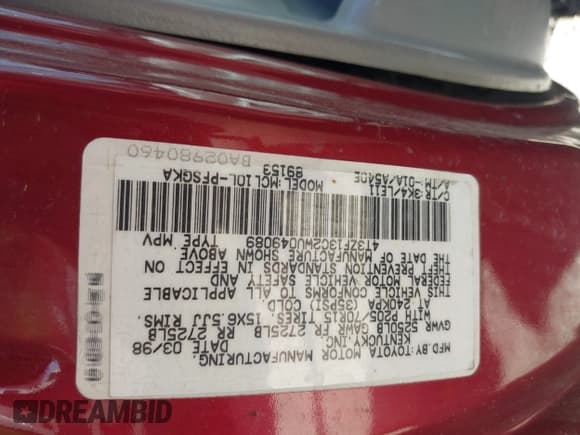 MFD.BY:TOYOTA MOTOR MANUFACTURING
KENTUCKY,INC. DATE 03/98
GVWR 5250LB GAWR FR 2725LB RR 2725LB
WITH P205/70R15 TIRES, 15X6.5JJ RIMS,
AT 240KPA (35PSI) COLD
THIS VEHICLE CONFORMS TO ALL APPLICABLE
FEDERAL MOTOR VEHICLE SAFETY AND
THEFT PREVENTION STANDARDS IN EFFECT ON
THE DATE OF MANUFACTURE SHOWN ABOVE.
4T3ZF13C2WU049089 TYPE MPV
C/TR:3K4/LE11 MODEL:MCL10L-PFSGKA
A/TM:-01A/A540E 89153
BA02980460
DREAMBID